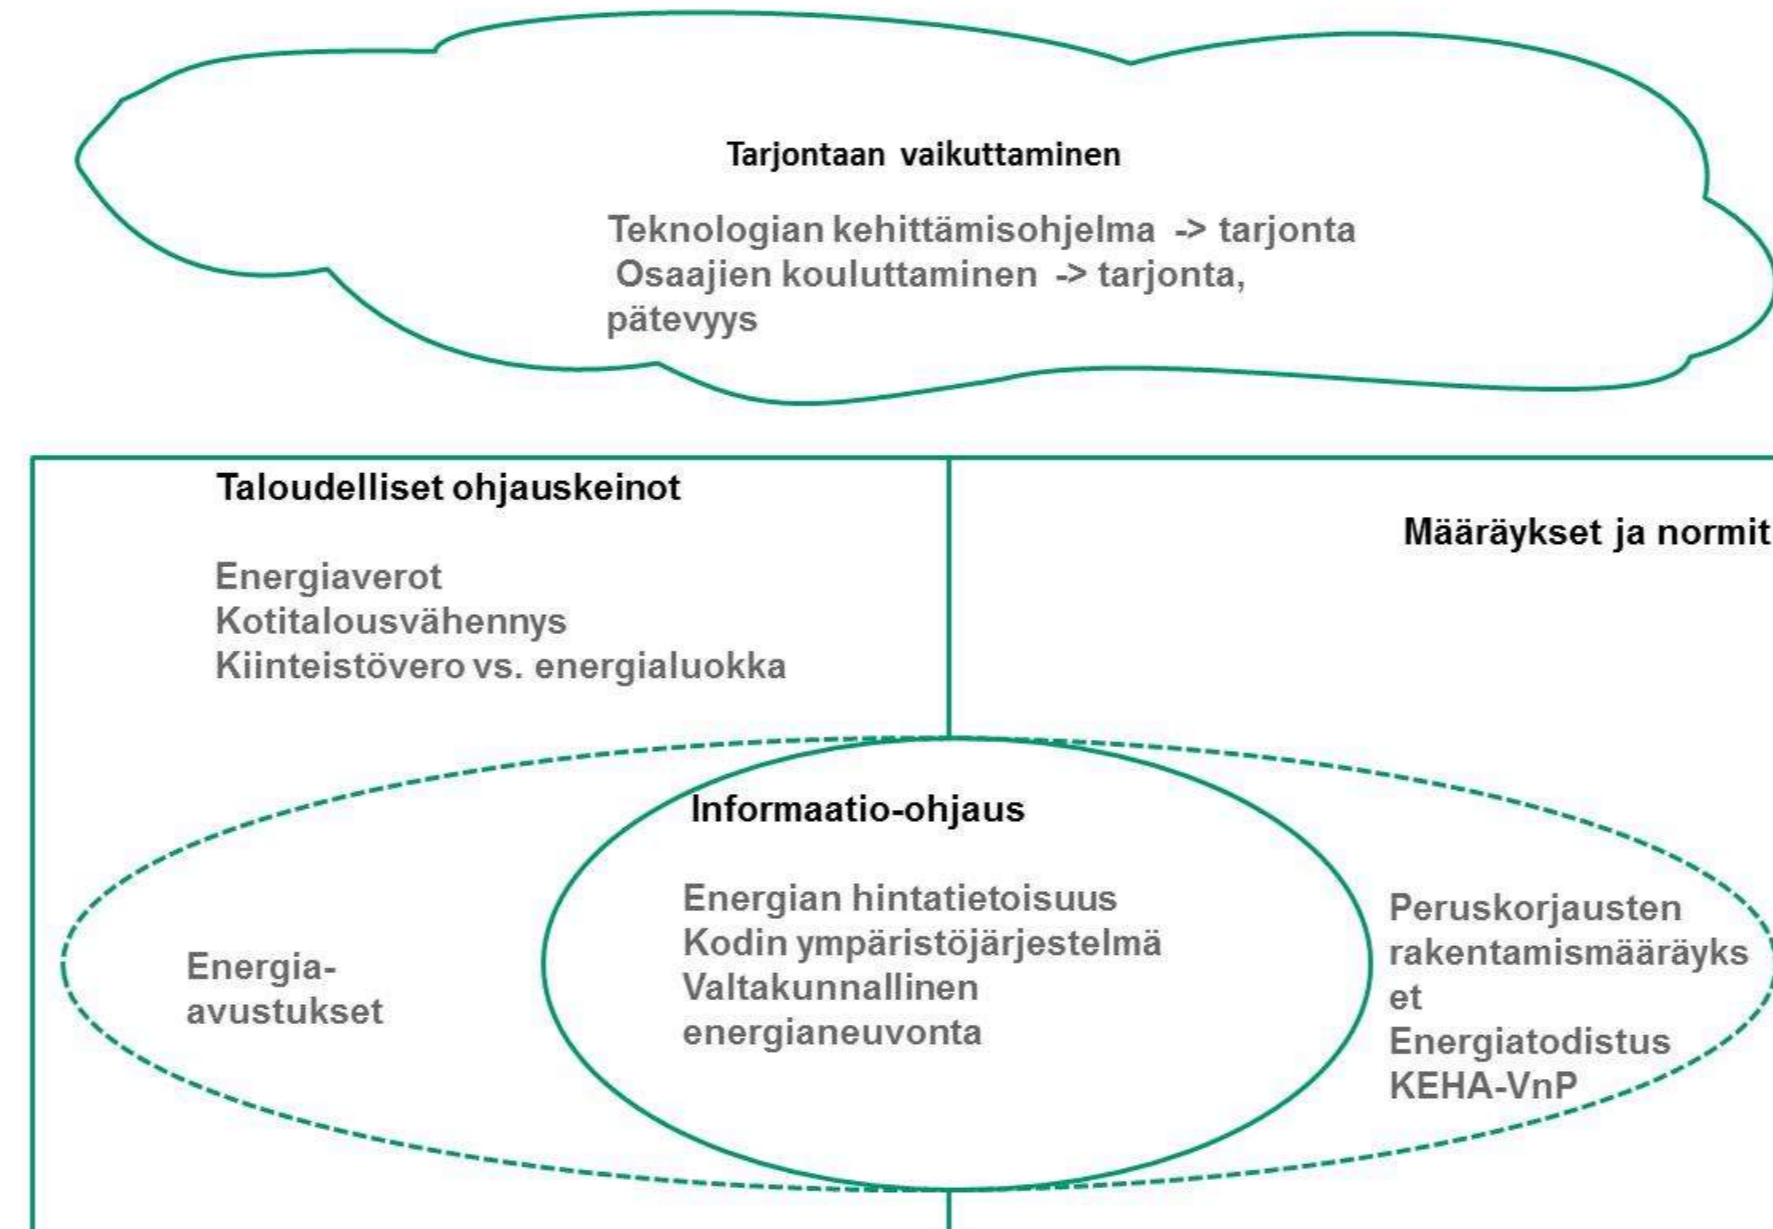 Tarjontaan vaikuttaminen
Teknologian kehittämisohjelma -> tarjonta
Osaajien kouluttaminen -> tarjonta,
pätevyys
Taloudelliset ohjauskeinot
Energiaverot
Kotitalousvähennys
Kiinteistövero vs. energialuokka
Määräykset ja normit
Informaatio-ohjaus
Energian hintatietoisuus
Kodin ympäristöjärjestelmä
Valtakunnallinen
energianeuvonta
Energia-
avustukset
Peruskorjausten
rakentamismääräyks
et
Energiatodistus
KEHA-VnP